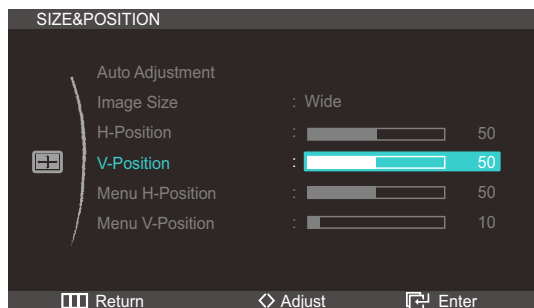 SIZE&POSITION
Auto Adjustment
Image Size : Wide
H-Position : 50
V-Position : 50
Menu H-Position : 50
Menu V-Position : 10
Return Adjust Enter